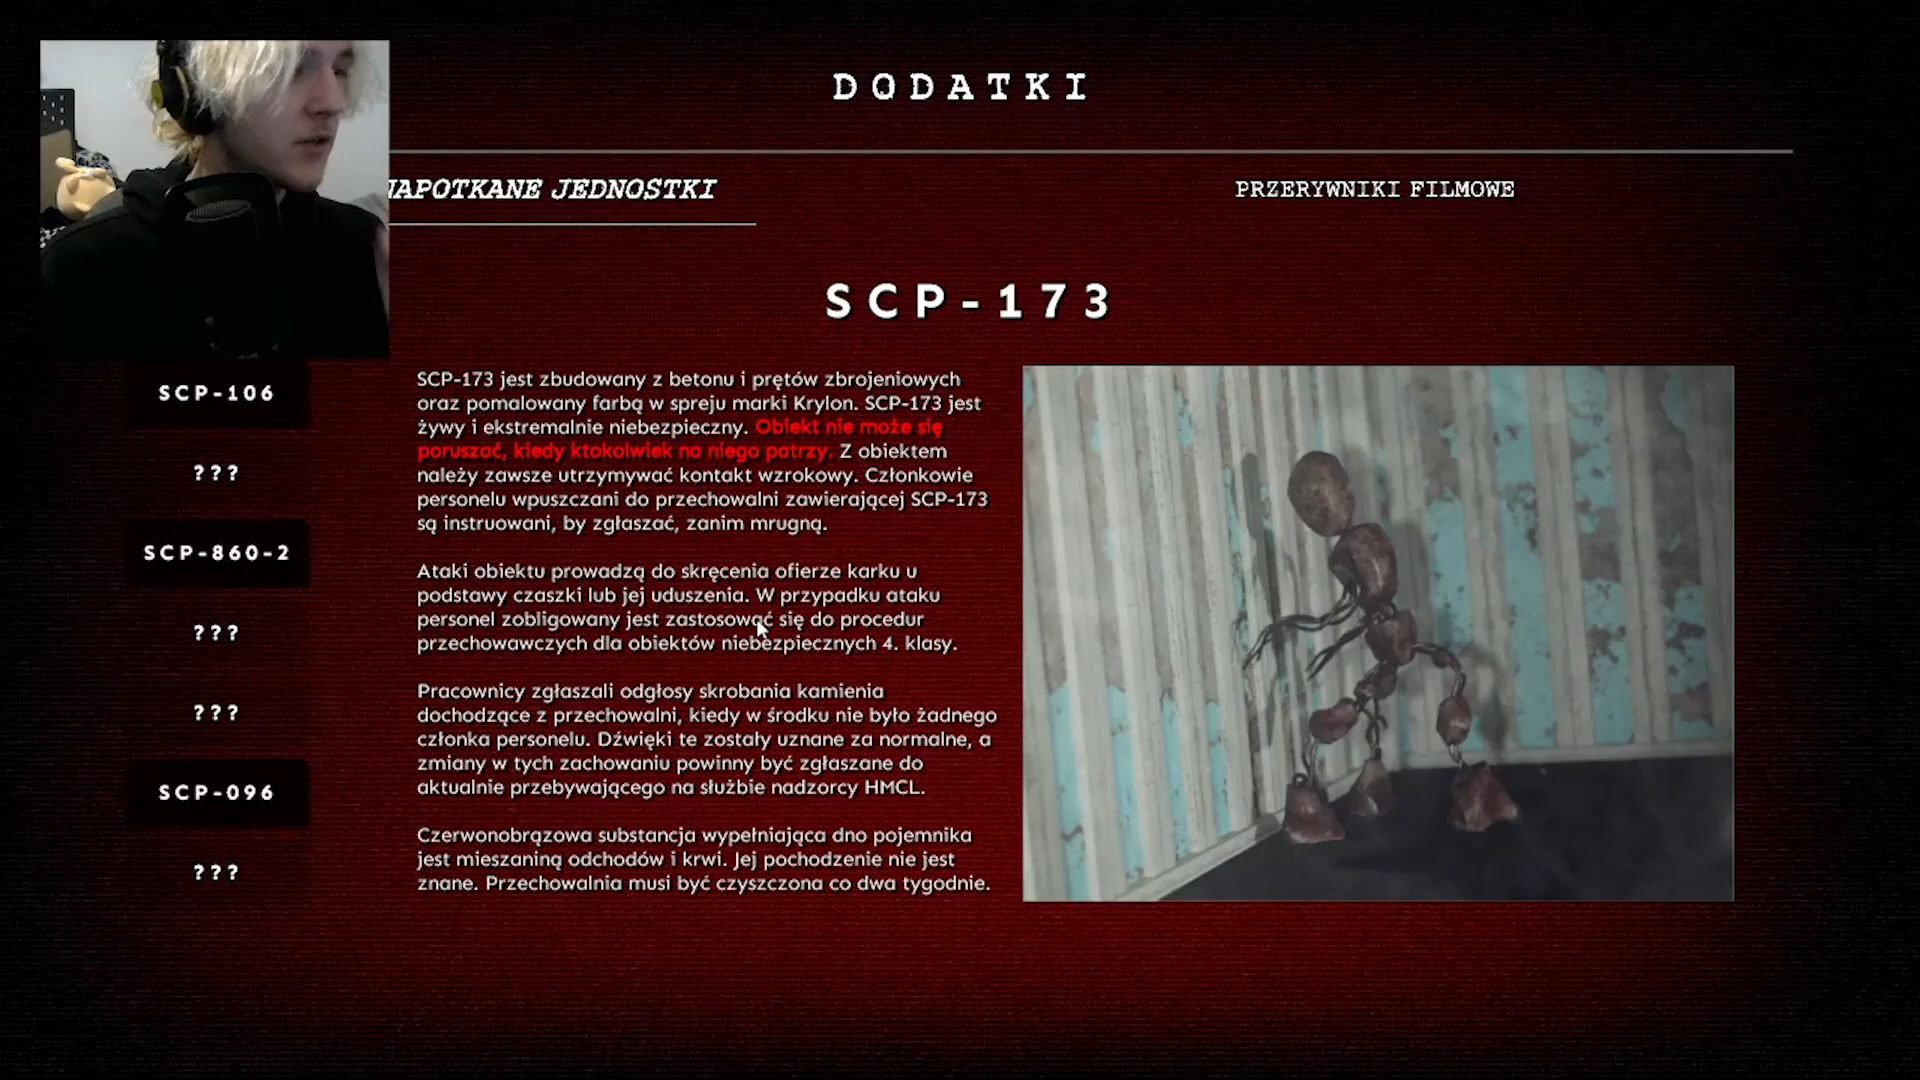 DODATKI
NAPOTKANE JEDNOSTKI
PRZERYWNIKI FILMOWE
SCP-173
SCP-106
???
SCP-860-2
???
???
SCP-096
???
SCP-173 jest zbudowany z betonu i prętów zbrojeniowych
oraz pomalowany farbą w spreju marki Krylon. SCP-173 jest
żywy i ekstremalnie niebezpieczny. Obiekt nie może się
poruszać, kiedy ktokolwiek na niego patrzy. Z obiektem
należy zawsze utrzymywać kontakt wzrokowy. Członkowie
personelu wpuszczani do przechowalni zawierającej SCP-173
są instruowani, by zgłaszać, zanim mrugną.
Ataki obiektu prowadzą do skręcenia ofierze karku u
podstawy czaszki lub jej uduszenia. W przypadku ataku
personel zobligowany jest zastosować się do procedur
przechowawczych dla obiektów niebezpiecznych 4. klasy.
Pracownicy zgłaszali odgłosy skrobania kamienia
dochodzące z przechowalni, kiedy w środku nie było żadnego
członka personelu. Dźwięki te zostały uznane za normalne, a
zmiany w tych zachowaniu powinny być zgłaszane do
aktualnie przebywającego na służbie nadzorcy HMCL.
Czerwonobrązowa substancja wypełniająca dno pojemnika
jest mieszaniną odchodów i krwi. Jej pochodzenie nie jest
znane. Przechowalnia musi być czyszczona co dwa tygodnie.